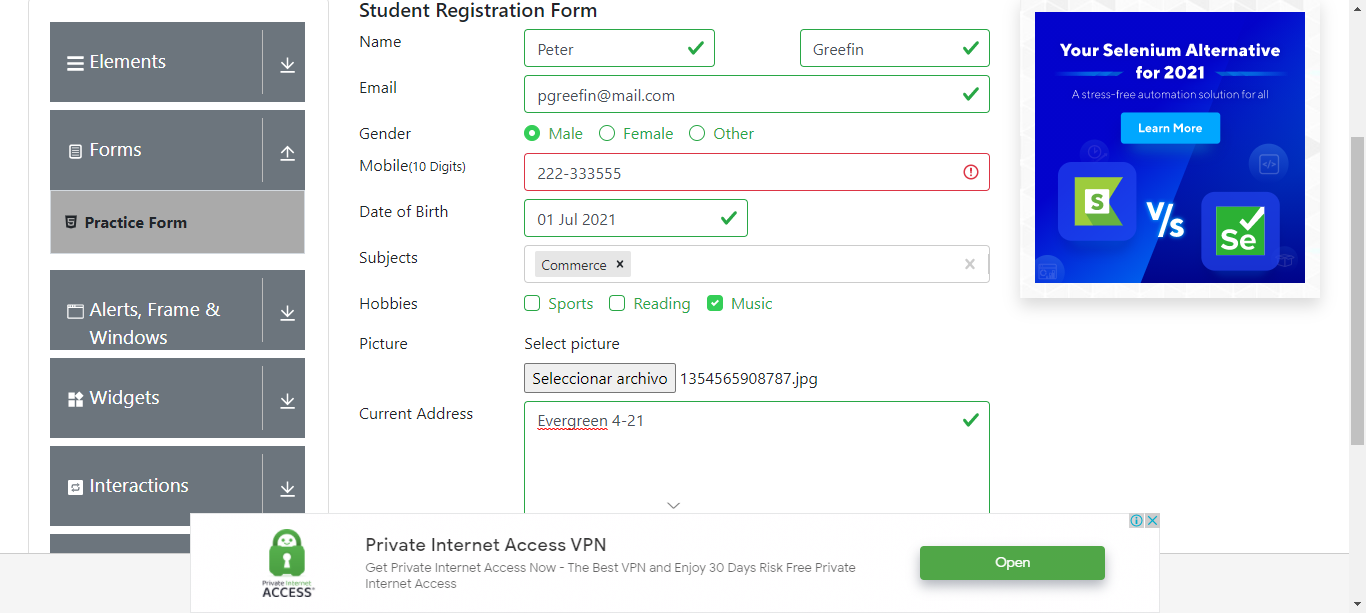 Elements
Forms
Practice Form
Alerts, Frame &
Windows
Widgets
Interactions
Student Registration Form
Name
Peter
Greefin
Email
pgreefin@mail.com
Gender
Male
Female
Other
Mobile(10 Digits)
222-333555
Date of Birth
01 Jul 2021
Subjects
Commerce
Hobbies
Sports
Reading
Music
Picture
Select picture
Seleccionar archivo 1354565908787.jpg
Current Address
Evergreen 4-21
Your Selenium Alternative
for 2021
A stress-free automation solution for all
Learn More
S
V/s
Se
Private Internet
ACCESS
Private Internet Access VPN
Get Private Internet Access Now - The Best VPN and Enjoy 30 Days Risk Free Private
Internet Access
Open